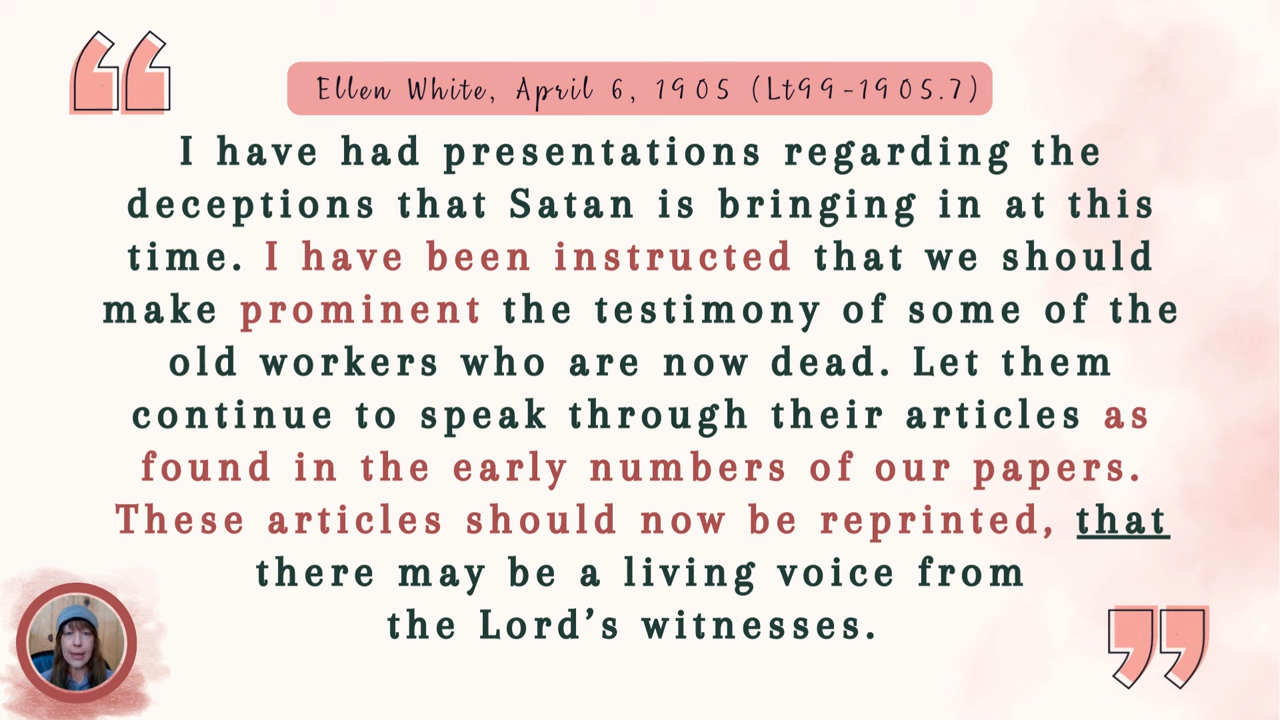 Ellen White, April 6, 1905 (Lt99-1905.7)
I have had presentations regarding the
deceptions that Satan is bringing in at this
time. I have been instructed that we should
make prominent the testimony of some of the
old workers who are now dead. Let them
continue to speak through their articles as
found in the early numbers of our papers.
These articles should now be reprinted, that
there may be a living voice from
the Lord’s witnesses.